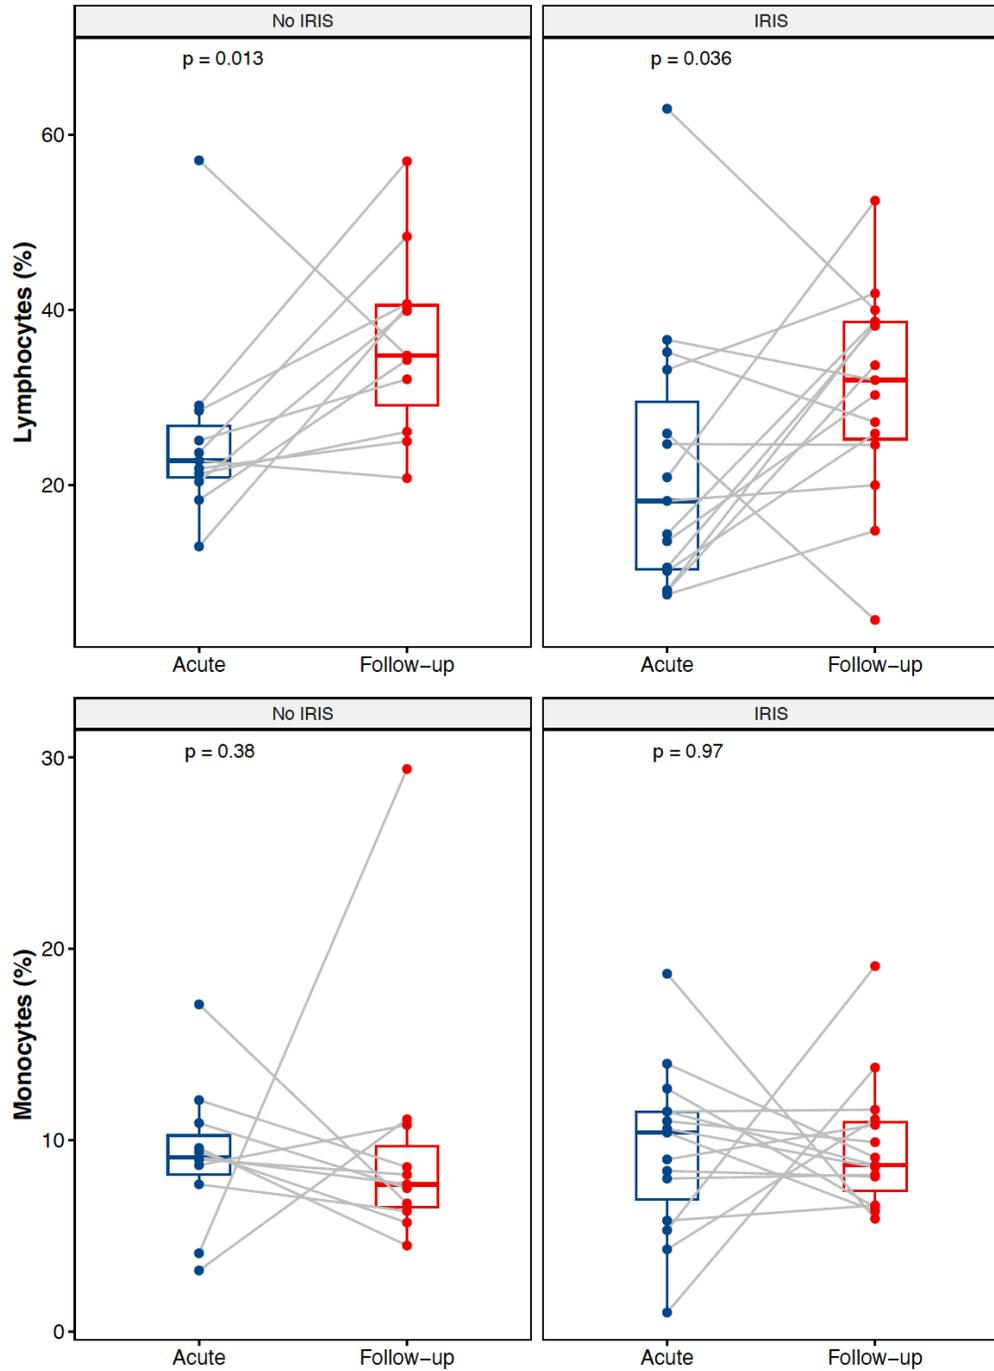 No IRIS
IRIS
p = 0.013
p = 0.036
Lymphocytes (%)
60
40
20
Acute
Follow-up
Acute
Follow-up
No IRIS
IRIS
p = 0.38
p = 0.97
Monocytes (%)
30
20
10
0
Acute
Follow-up
Acute
Follow-up